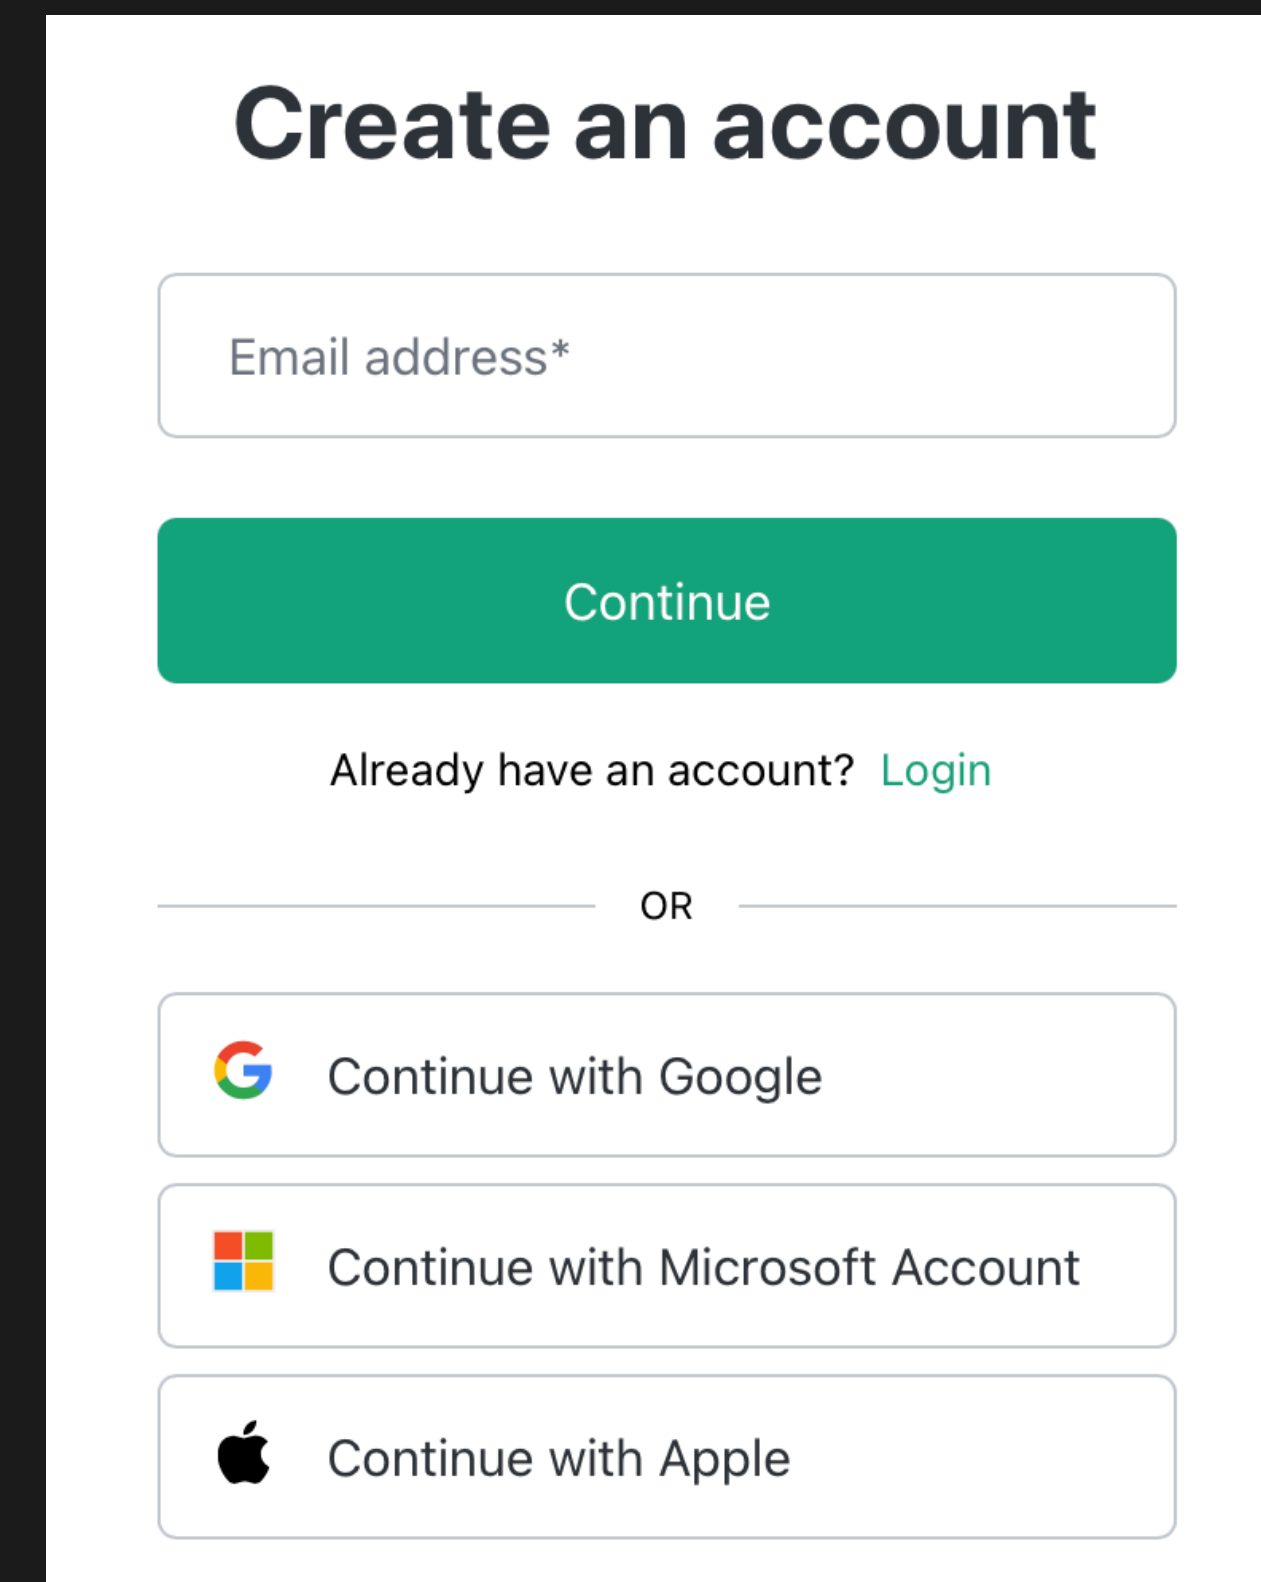 Create an account
Email address*
Continue
Already have an account? Login
OR
Continue with Google
Continue with Microsoft Account
Continue with Apple